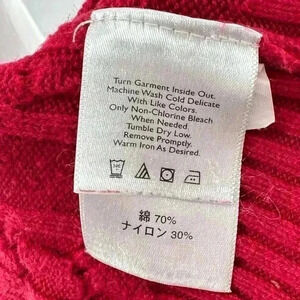 Turn Garment Inside Out.
Machine Wash Cold Delicate
With Like Colors.
Only Non-Chlorine Bleach
When Needed.
Tumble Dry Low.
Remove Promptly.
Warm Iron As Desired.
綿 70%
ナイロン 30%